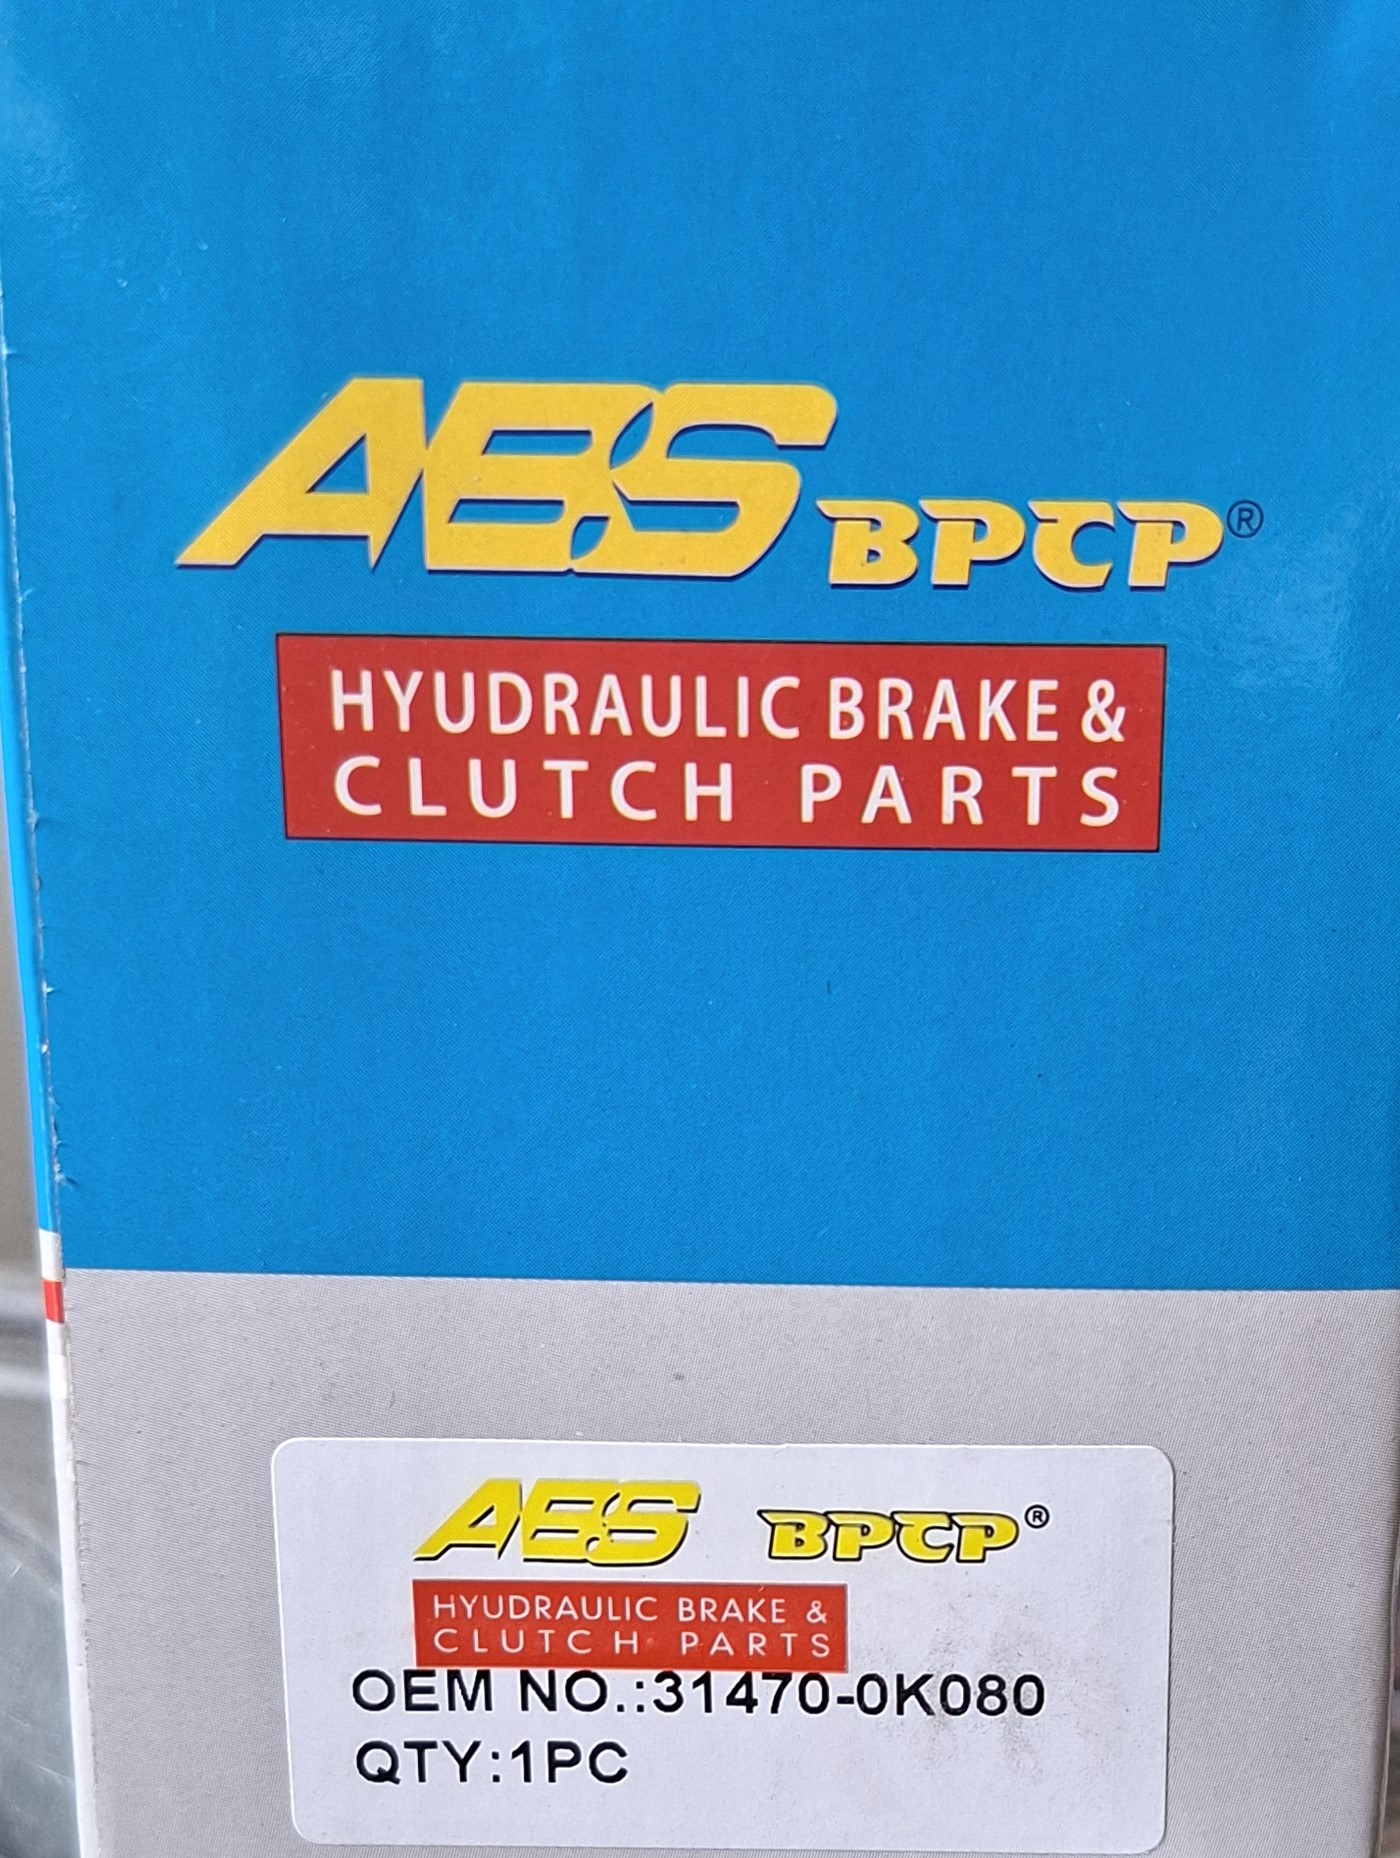 ABS BPCP®
HYUDRAULIC BRAKE &
CLUTCH PARTS
ABS BPCP®
HYUDRAULIC BRAKE &
CLUTCH PARTS
OEM NO.:31470-0K080
QTY:1PC